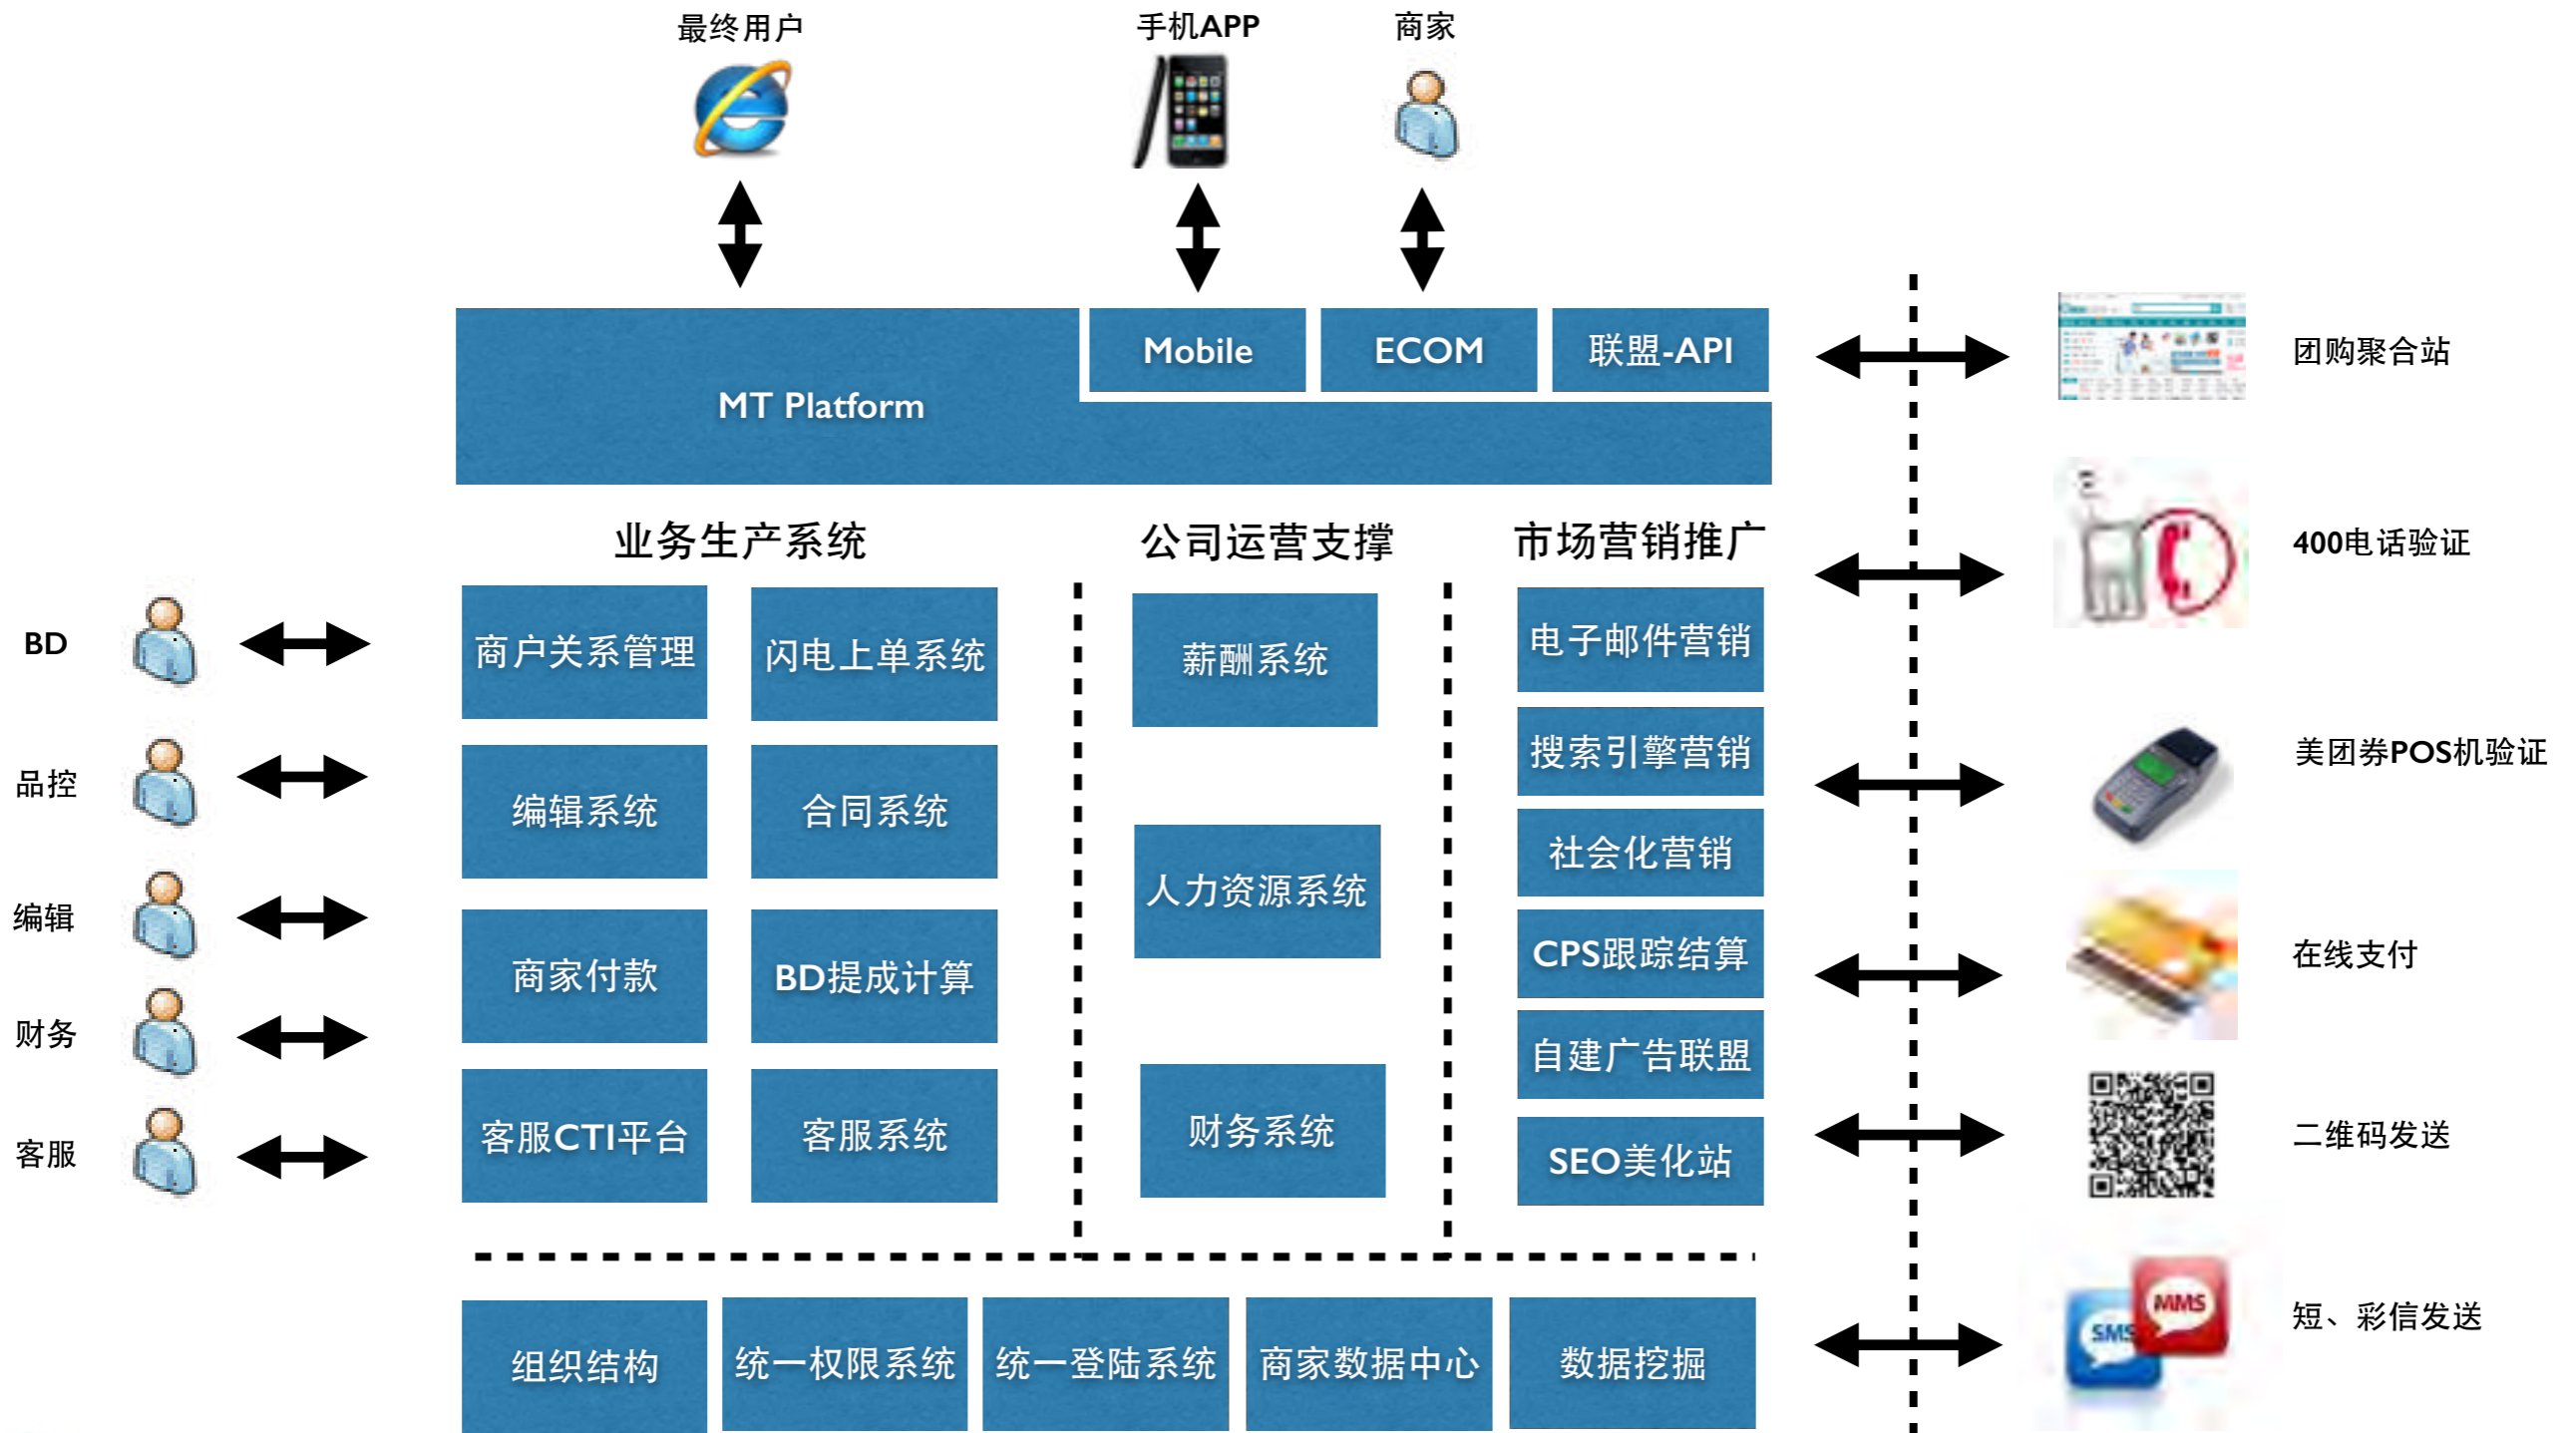 最终用户
手机APP
商家
Mobile
ECOM
联盟-API
MT Platform
团购聚合站
业务生产系统
公司运营支撑
市场营销推广
400电话验证
BD
商户关系管理
闪电上单系统
薪酬系统
电子邮件营销
搜索引擎营销
美团券POS机验证
品控
编辑系统
合同系统
社会化营销
人力资源系统
编辑
商家付款
BD提成计算
CPS跟踪结算
在线支付
财务
自建广告联盟
客服
客服CTI平台
客服系统
财务系统
SEO美化站
二维码发送
MMS
SMS
短、彩信发送
组织结构
统一权限系统
统一登陆系统
商家数据中心
数据挖掘